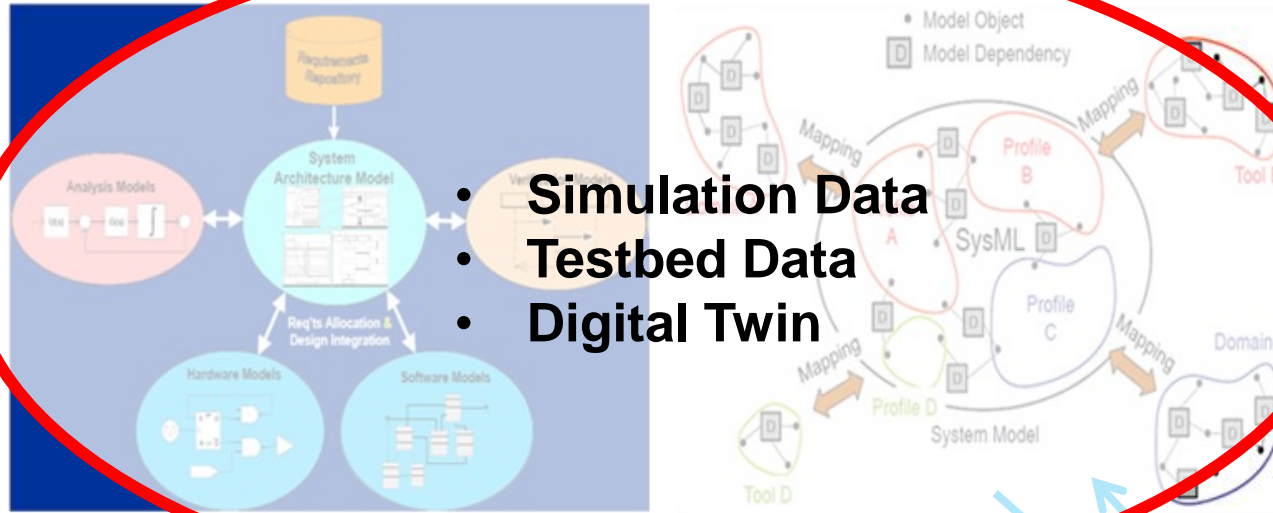 Requirements
Repository
System
Architecture Model
Analysis Models
U(s)
G(s)
∫
Req'ts Allocation &
Design Integration
Hardware Models
Software Models
• Simulation Data
• Testbed Data
• Digital Twin
• Model Object
D Model Dependency
D
D
D
D
D
D
D
D
Mapping
Mapping
D
D
Profile
B
A
SysML
D
Profile
C
D
D
D
Mapping
Mapping
Profile D
System Model
D
Tool D
Domain
D
D
D
D